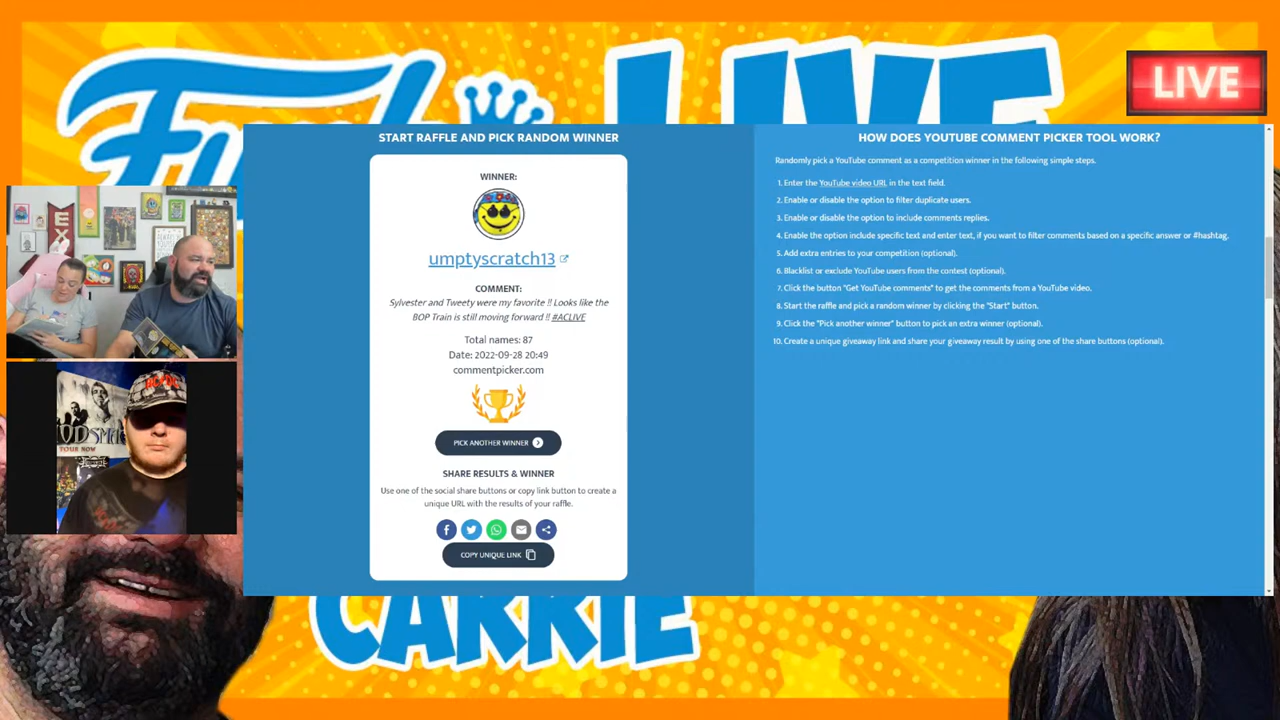 LIVE
LIVE
START RAFFLE AND PICK RANDOM WINNER
WINNER:
umptyscratch13
COMMENT:
Sylvester and Tweety were my favorite !! Looks like the
BOP Train is still moving forward !! #ACLIVE
Total names: 87
Date: 2022-09-28 20:49
commentpicker.com
PICK ANOTHER WINNER
SHARE RESULTS & WINNER
Use one of the social share buttons or copy link button to create a
unique URL with the results of your raffle.
COPY UNIQUE LINK
HOW DOES YOUTUBE COMMENT PICKER TOOL WORK?
Randomly pick a YouTube comment as a competition winner in the following simple steps.
1. Enter the YouTube video URL in the text field.
2. Enable or disable the option to filter duplicate users.
3. Enable or disable the option to include comments replies.
4. Enable the option include specific text and enter text, if you want to filter comments based on a specific answer or #hashtag.
5. Add extra entries to your competition (optional).
6. Blacklist or exclude YouTube users from the contest (optional).
7. Click the button "Get YouTube comments" to get the comments from a YouTube video.
8. Start the raffle and pick a random winner by clicking the "Start" button.
9. Click the "Pick another winner" button to pick an extra winner (optional).
10. Create a unique giveaway link and share your giveaway result by using one of the share buttons (optional).
TOUR NOW
CARRIE